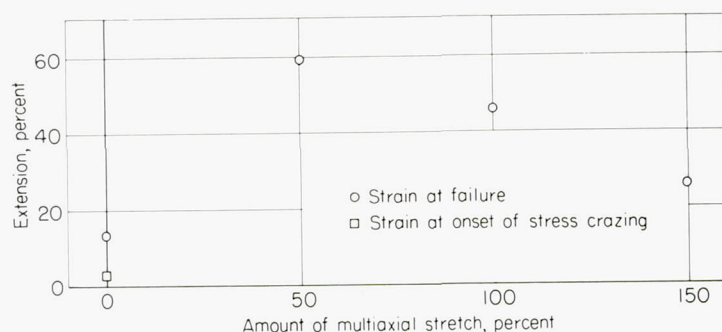 60
40
20
0
Extension, percent
○ Strain at failure
□ Strain at onset of stress crazing
0 50 100 150
Amount of multiaxial stretch, percent